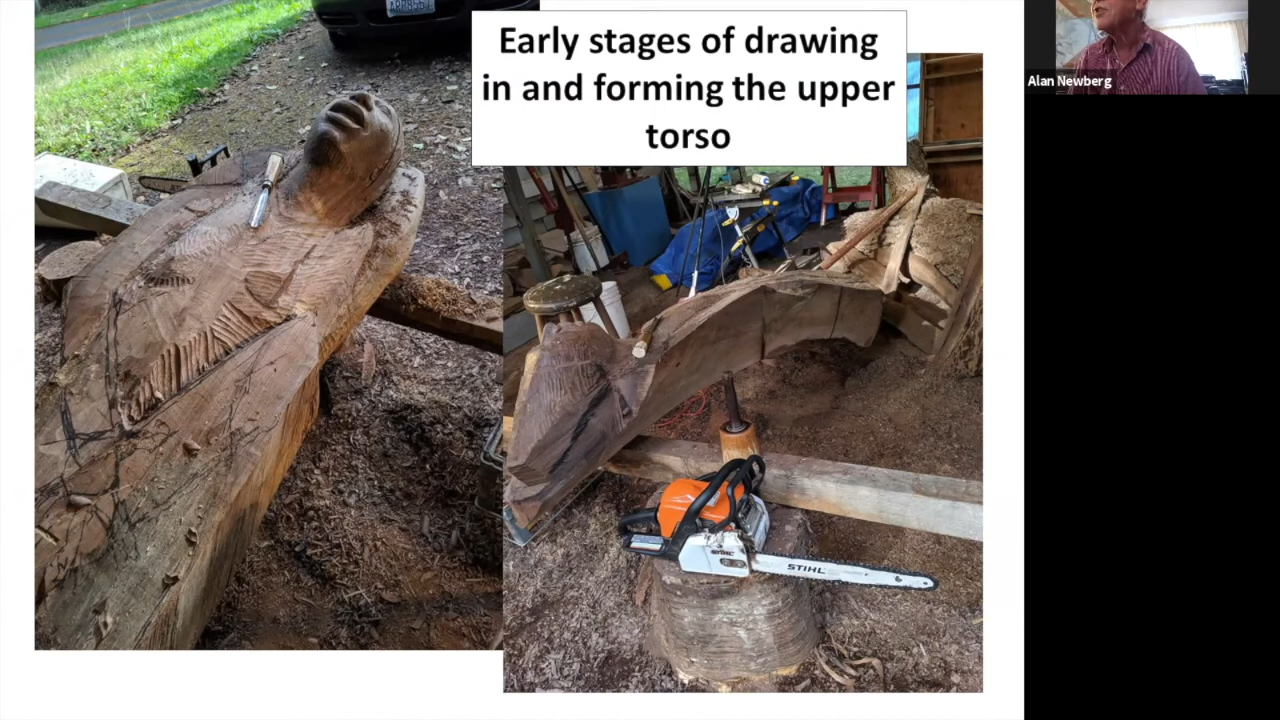 Early stages of drawing
in and forming the upper
torso
Alan Newberg
STIHL